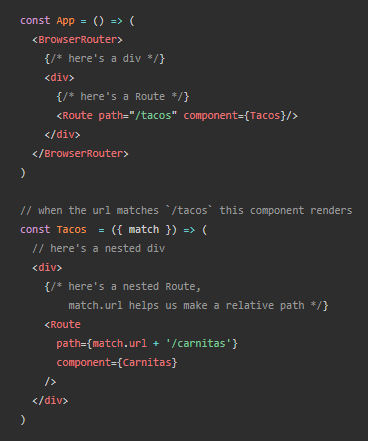 const App = () => (
  <BrowserRouter>
    {/* here's a div */}
    <div>
      {/* here's a Route */}
      <Route path="/tacos" component={Tacos}/>
    </div>
  </BrowserRouter>
)

// when the url matches `/tacos` this component renders
const Tacos  = ({ match }) => (
  // here's a nested div
  <div>
    {/* here's a nested Route,
        match.url helps us make a relative path */}
    <Route
      path={match.url + '/carnitas'}
      component={Carnitas}
    />
  </div>
)